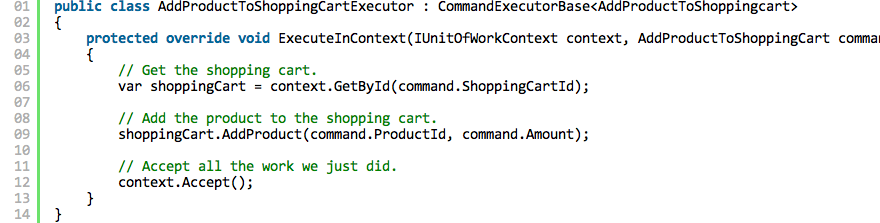 01 public class AddProductToShoppingCartExecutor : CommandExecutorBase<AddProductToShoppingcart>
02 {
03 protected override void ExecuteInContext(IUnitOfWorkContext context, AddProductToShoppingCart comma
04 {
05 // Get the shopping cart.
06 var shoppingCart = context.GetById(command.ShoppingCartId);
07
08 // Add the product to the shopping cart.
09 shoppingCart.AddProduct(command.ProductId, command.Amount);
10
11 // Accept all the work we just did.
12 context.Accept();
13 }
14 }